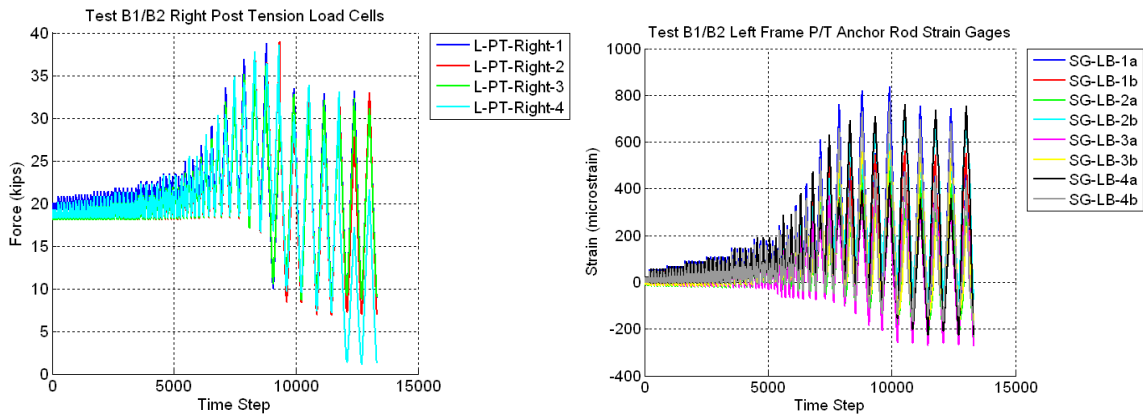 Test B1/B2 Right Post Tension Load Cells
40
35
30
25
20
15
10
5
0
Force (kips)
0 5000 10000 15000
Time Step
L-PT-Right-1
L-PT-Right-2
L-PT-Right-3
L-PT-Right-4
Test B1/B2 Left Frame P/T Anchor Rod Strain Gages
1000
800
600
400
200
0
-200
-400
Strain (microstrain)
0 5000 10000 15000
Time Step
SG-LB-1a
SG-LB-1b
SG-LB-2a
SG-LB-2b
SG-LB-3a
SG-LB-3b
SG-LB-4a
SG-LB-4b